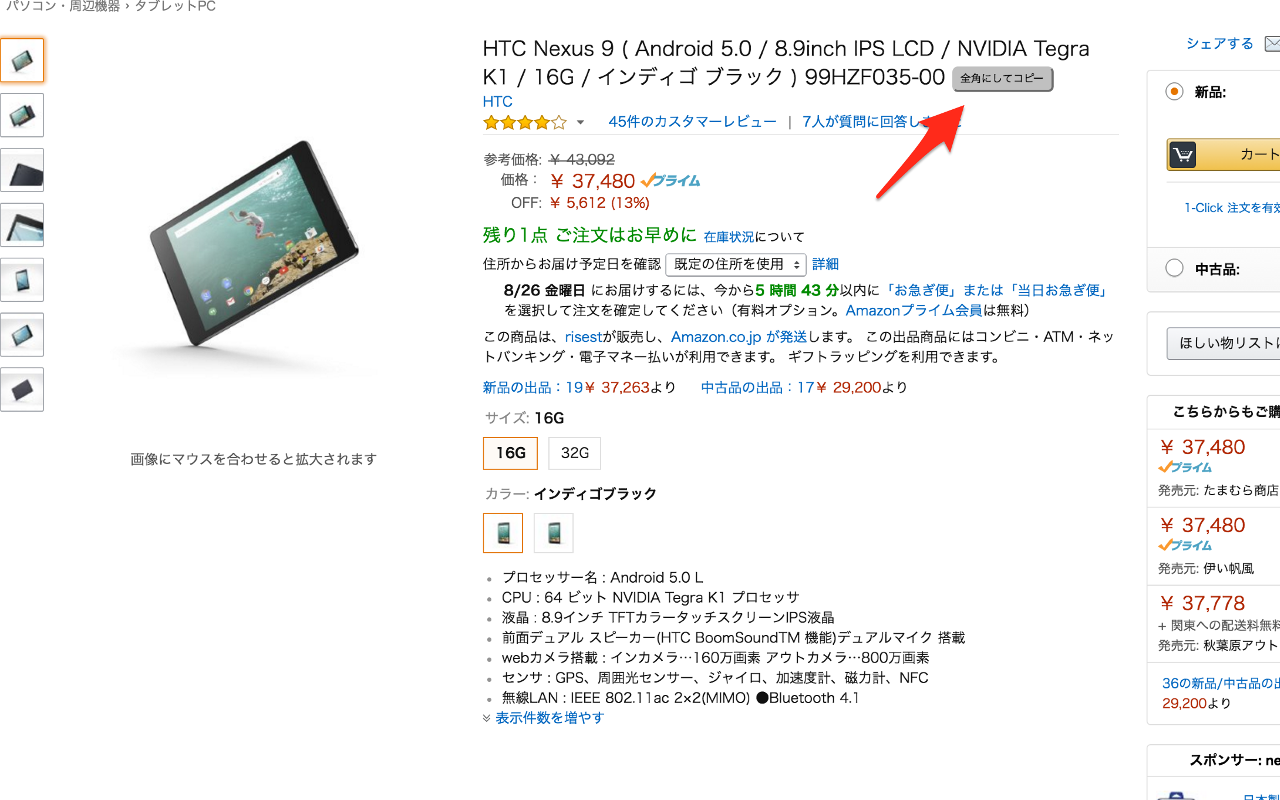 パソコン・周辺機器 › タブレットPC
HTC Nexus 9 ( Android 5.0 / 8.9inch IPS LCD / NVIDIA Tegra
K1 / 16G / インディゴ ブラック ) 99HZF035-00 全角にしてコピー
HTC
45件のカスタマーレビュー | 7人が質問に回答し
参考価格: ¥ 43,092
価格： ¥ 37,480 プライム
OFF: ¥ 5,612 (13%)
残り1点 ご注文はお早めに 在庫状況について
住所からお届け予定日を確認 既定の住所を使用 詳細
8/26 金曜日 にお届けするには、今から5 時間 43 分以内に「お急ぎ便」または「当日お急ぎ便」
を選択して注文を確定してください（有料オプション。Amazonプライム会員は無料）
この商品は、risestが販売し、Amazon.co.jp が発送します。 この出品商品にはコンビニ・ATM・ネッ
トバンキング・電子マネー払いが利用できます。 ギフトラッピングを利用できます。
新品の出品：19¥ 37,263より 中古品の出品：17¥ 29,200より
サイズ: 16G
16G 32G
カラー: インディゴブラック
プロセッサー名 : Android 5.0 L
CPU : 64 ビット NVIDIA Tegra K1 プロセッサ
液晶 : 8.9インチ TFTカラータッチスクリーンIPS液晶
前面デュアル スピーカー(HTC BoomSoundTM 機能)デュアルマイク 搭載
webカメラ搭載 : インカメラ…160万画素 アウトカメラ…800万画素
センサ : GPS、周囲光センサー、ジャイロ、加速度計、磁力計、NFC
無線LAN : IEEE 802.11ac 2×2(MIMO) ●Bluetooth 4.1
表示件数を増やす
画像にマウスを合わせると拡大されます
シェアする
新品:
カート
1-Click 注文を有効
中古品:
ほしい物リストに
こちらからもご購
¥ 37,480
プライム
発売元: たまむら商店
¥ 37,480
プライム
発売元: 伊い帆風
¥ 37,778
+ 関東への配送料無料
発売元: 秋葉原アウト
36の新品/中古品の出
29,200より
スポンサー: ne
日本製